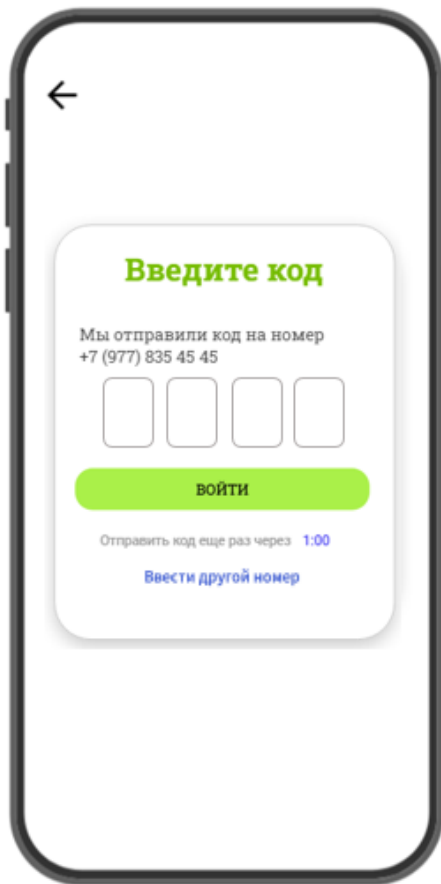 Введите код
Мы отправили код на номер
+7 (977) 835 45 45
ВОЙТИ
Отправить код еще раз через 1:00
Ввести другой номер